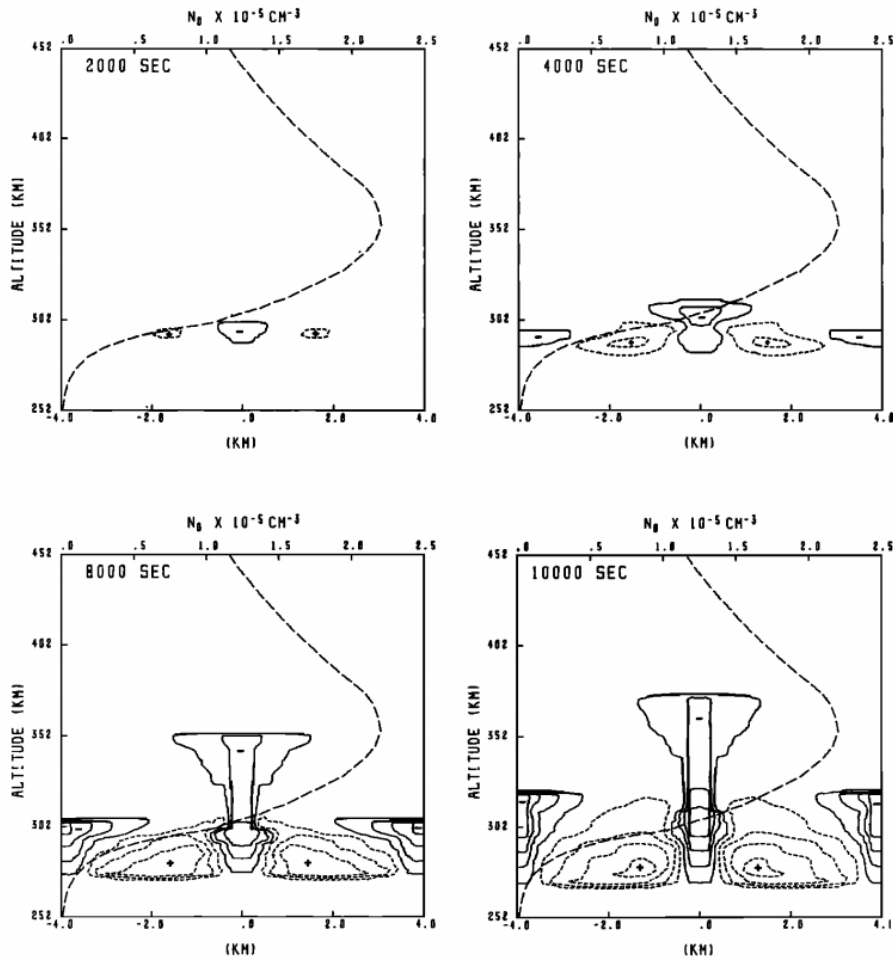 N₀ X 10⁻⁵ CM⁻³
.0 .5 1.0 1.5 2.0 2.5
2000 SEC
ALTITUDE (KM)
452
402
352
302
252
-4.0 -2.0 .0 2.0 4.0
(KM)
N₀ X 10⁻⁵ CM⁻³
.0 .5 1.0 1.5 2.0 2.5
4000 SEC
ALTITUDE (KM)
452
402
352
302
252
-4.0 -2.0 .0 2.0 4.0
(KM)
N₀ X 10⁻⁵ CM⁻³
.0 .5 1.0 1.5 2.0 2.5
8000 SEC
ALTITUDE (KM)
452
402
352
302
252
-4.0 -2.0 .0 2.0 4.0
(KM)
N₀ X 10⁻⁵ CM⁻³
.0 .5 1.0 1.5 2.0 2.5
10000 SEC
ALTITUDE (KM)
452
402
352
302
252
-4.0 -2.0 .0 2.0 4.1
(KM)